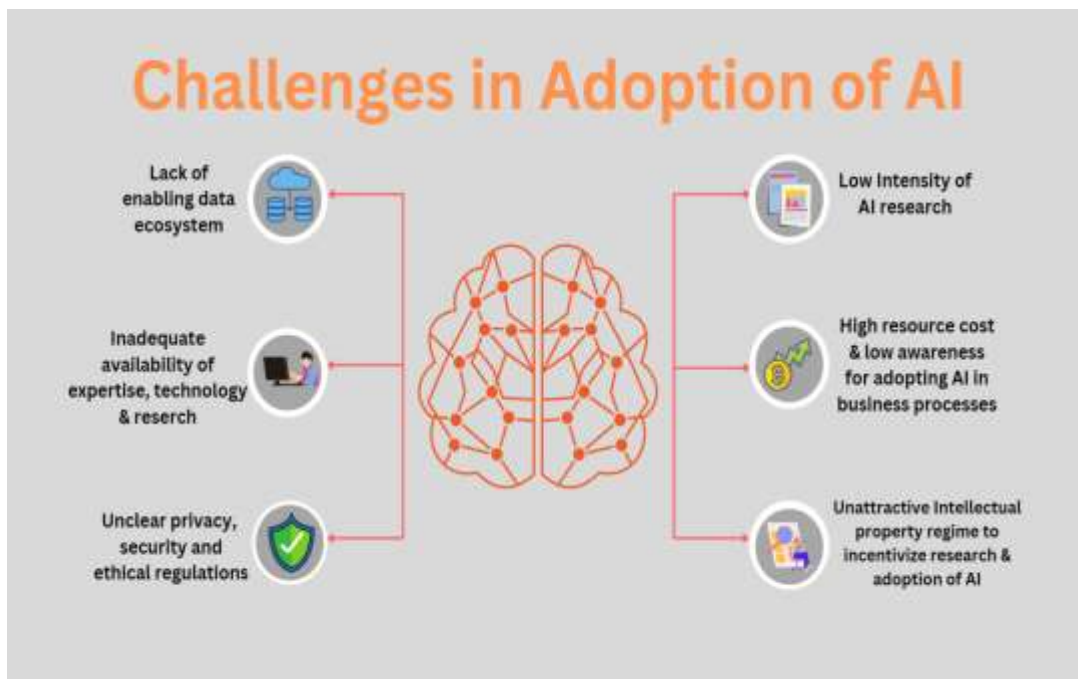 Challenges in Adoption of AI
Lack of
enabling data
ecosystem
Inadequate
availability of
expertise, technology
& reserch
Unclear privacy,
security and
ethical regulations
Low Intensity of
AI research
High resource cost
& low awareness
for adopting AI in
business processes
Unattractive Intellectual
property regime to
incentivize research &
adoption of AI